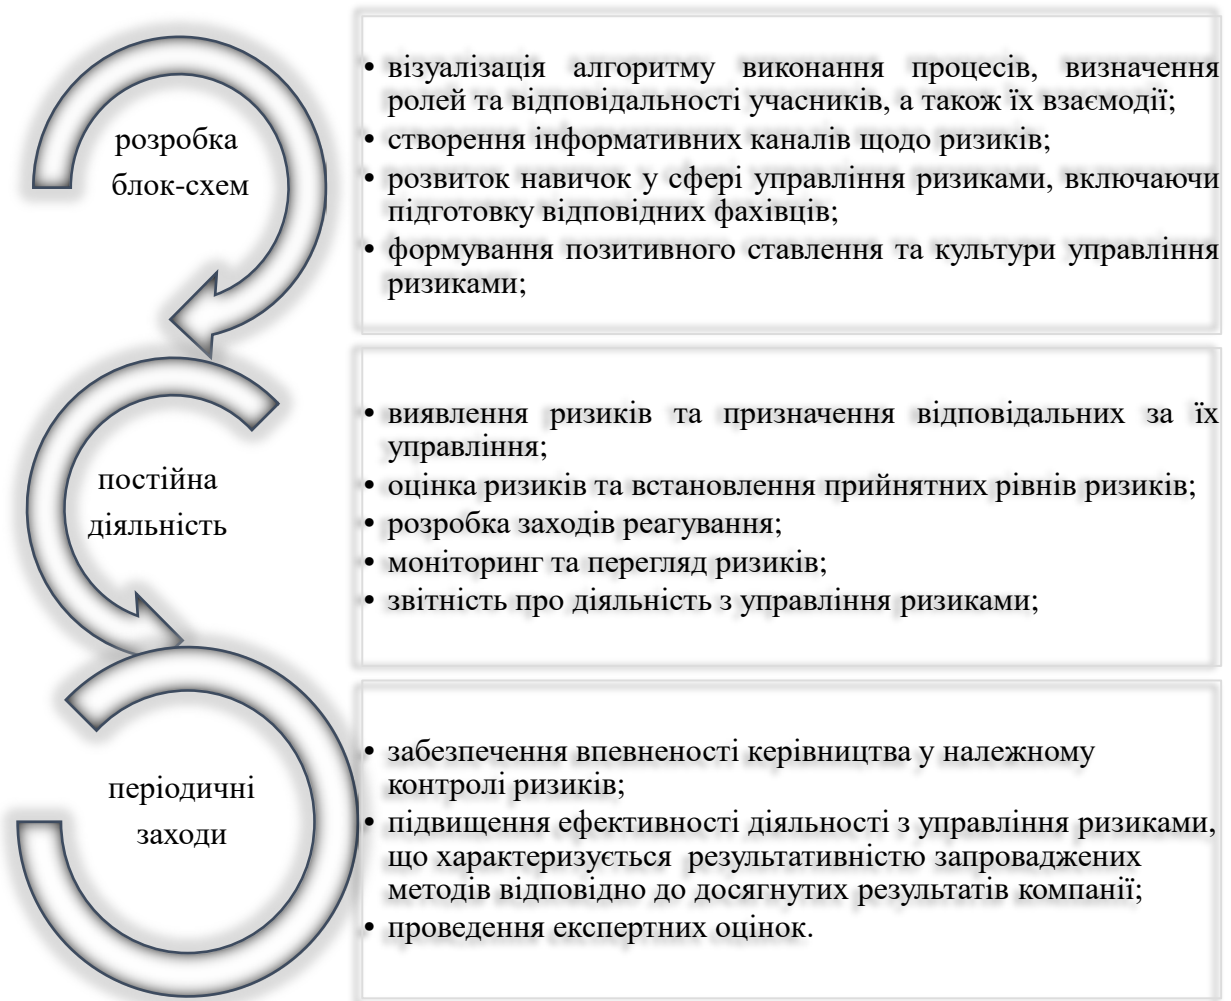 розробка
блок-схем
• візуалізація алгоритму виконання процесів, визначення
ролей та відповідальності учасників, а також їх взаємодії;
• створення інформативних каналів щодо ризиків;
• розвиток навичок у сфері управління ризиками, включаючи
підготовку відповідних фахівців;
• формування позитивного ставлення та культури управління
ризиками;
постійна
діяльність
• виявлення ризиків та призначення відповідальних за їх
управління;
• оцінка ризиків та встановлення прийнятних рівнів ризиків;
• розробка заходів реагування;
• моніторинг та перегляд ризиків;
• звітність про діяльність з управління ризиками;
періодичні
заходи
• забезпечення впевненості керівництва у належному
контролі ризиків;
• підвищення ефективності діяльності з управління ризиками,
що характеризується результативністю запроваджених
методів відповідно до досягнутих результатів компанії;
• проведення експертних оцінок.